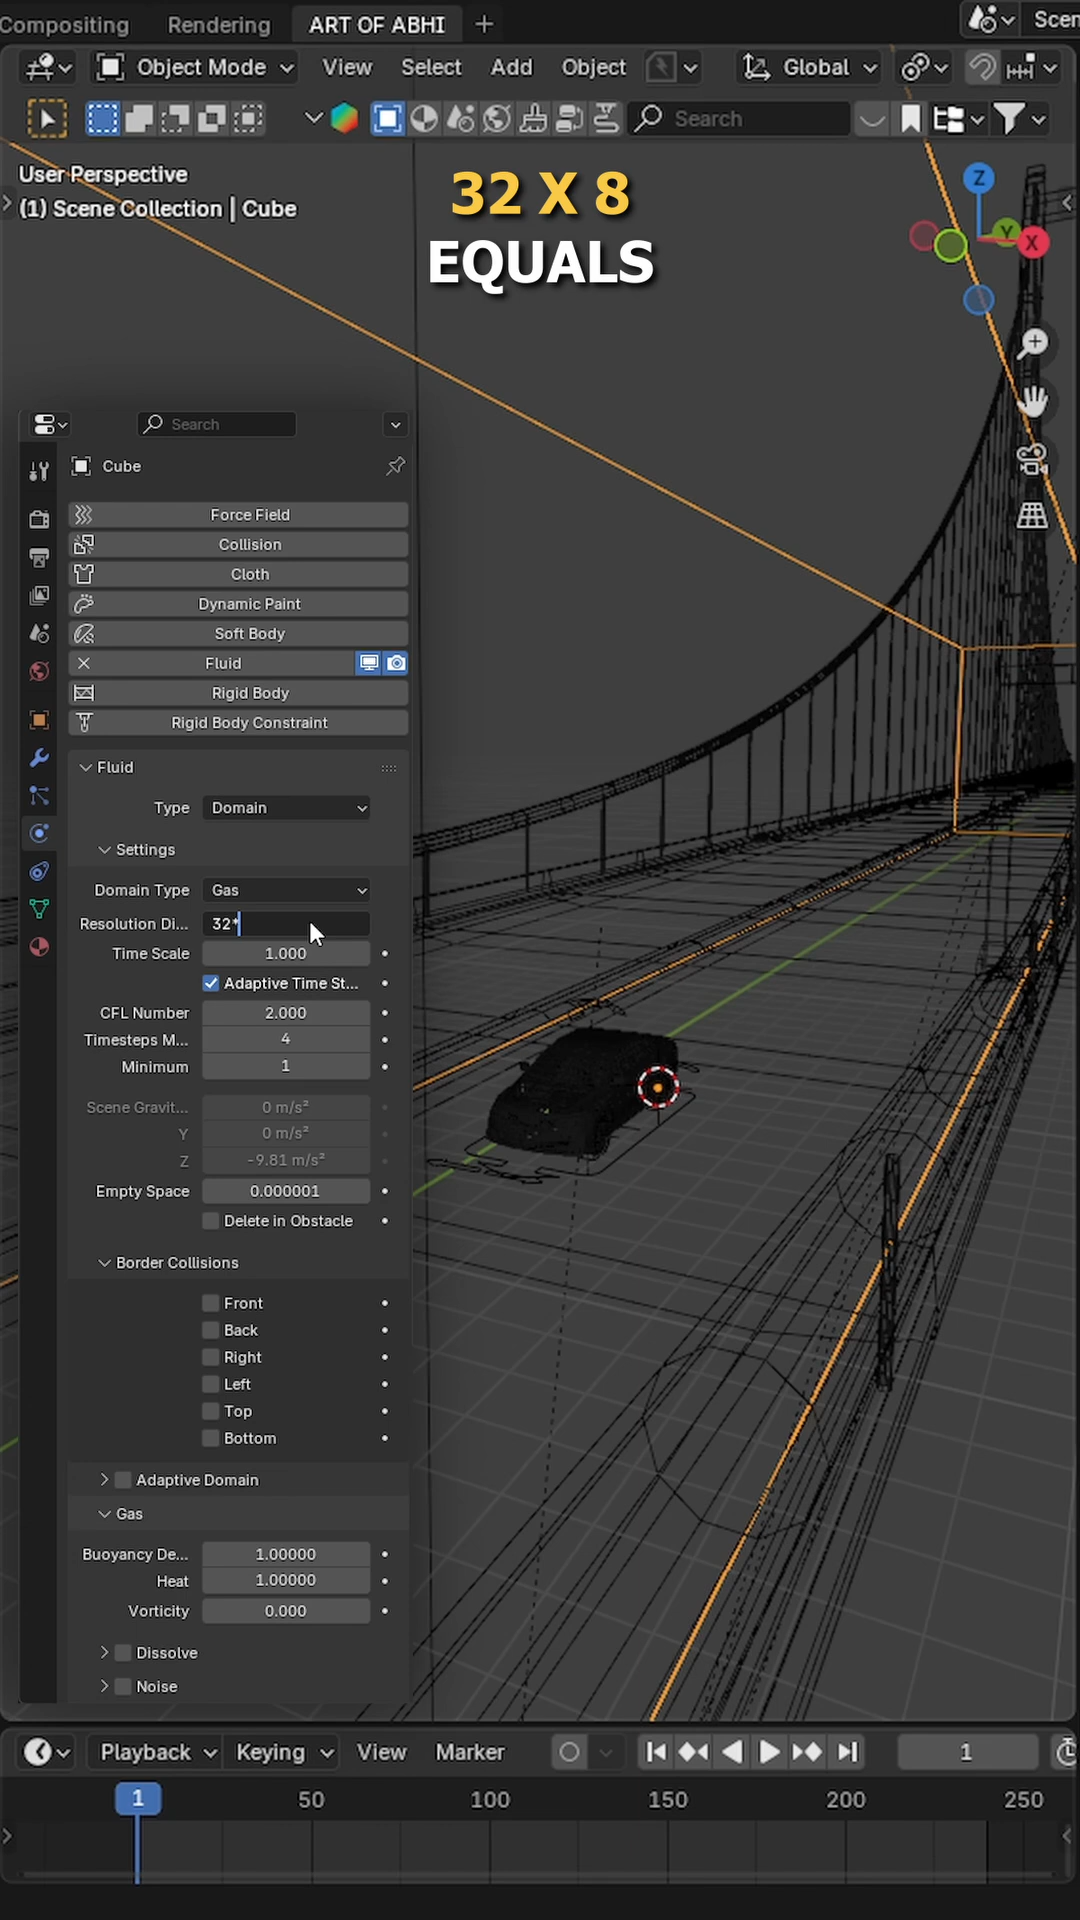 Compositing Rendering ART OF ABHI + Scen
Object Mode View Select Add Object Global
Search
User Perspective
(1) Scene Collection | Cube
32 X 8
EQUALS
Z
Y
X
Search
Cube
Force Field
Collision
Cloth
Dynamic Paint
Soft Body
Fluid
Rigid Body
Rigid Body Constraint
Fluid
Type Domain
Settings
Domain Type Gas
Resolution Di... 32*
Time Scale 1.000
Adaptive Time St...
CFL Number 2.000
Timesteps M... 4
Minimum 1
Scene Gravit... 0 m/s²
Y 0 m/s²
Z -9.81 m/s²
Empty Space 0.000001
Delete in Obstacle
Border Collisions
Front
Back
Right
Left
Top
Bottom
Adaptive Domain
Gas
Buoyancy De... 1.00000
Heat 1.00000
Vorticity 0.000
Dissolve
Noise
Playback Keying View Marker 1
1 50 100 150 200 250